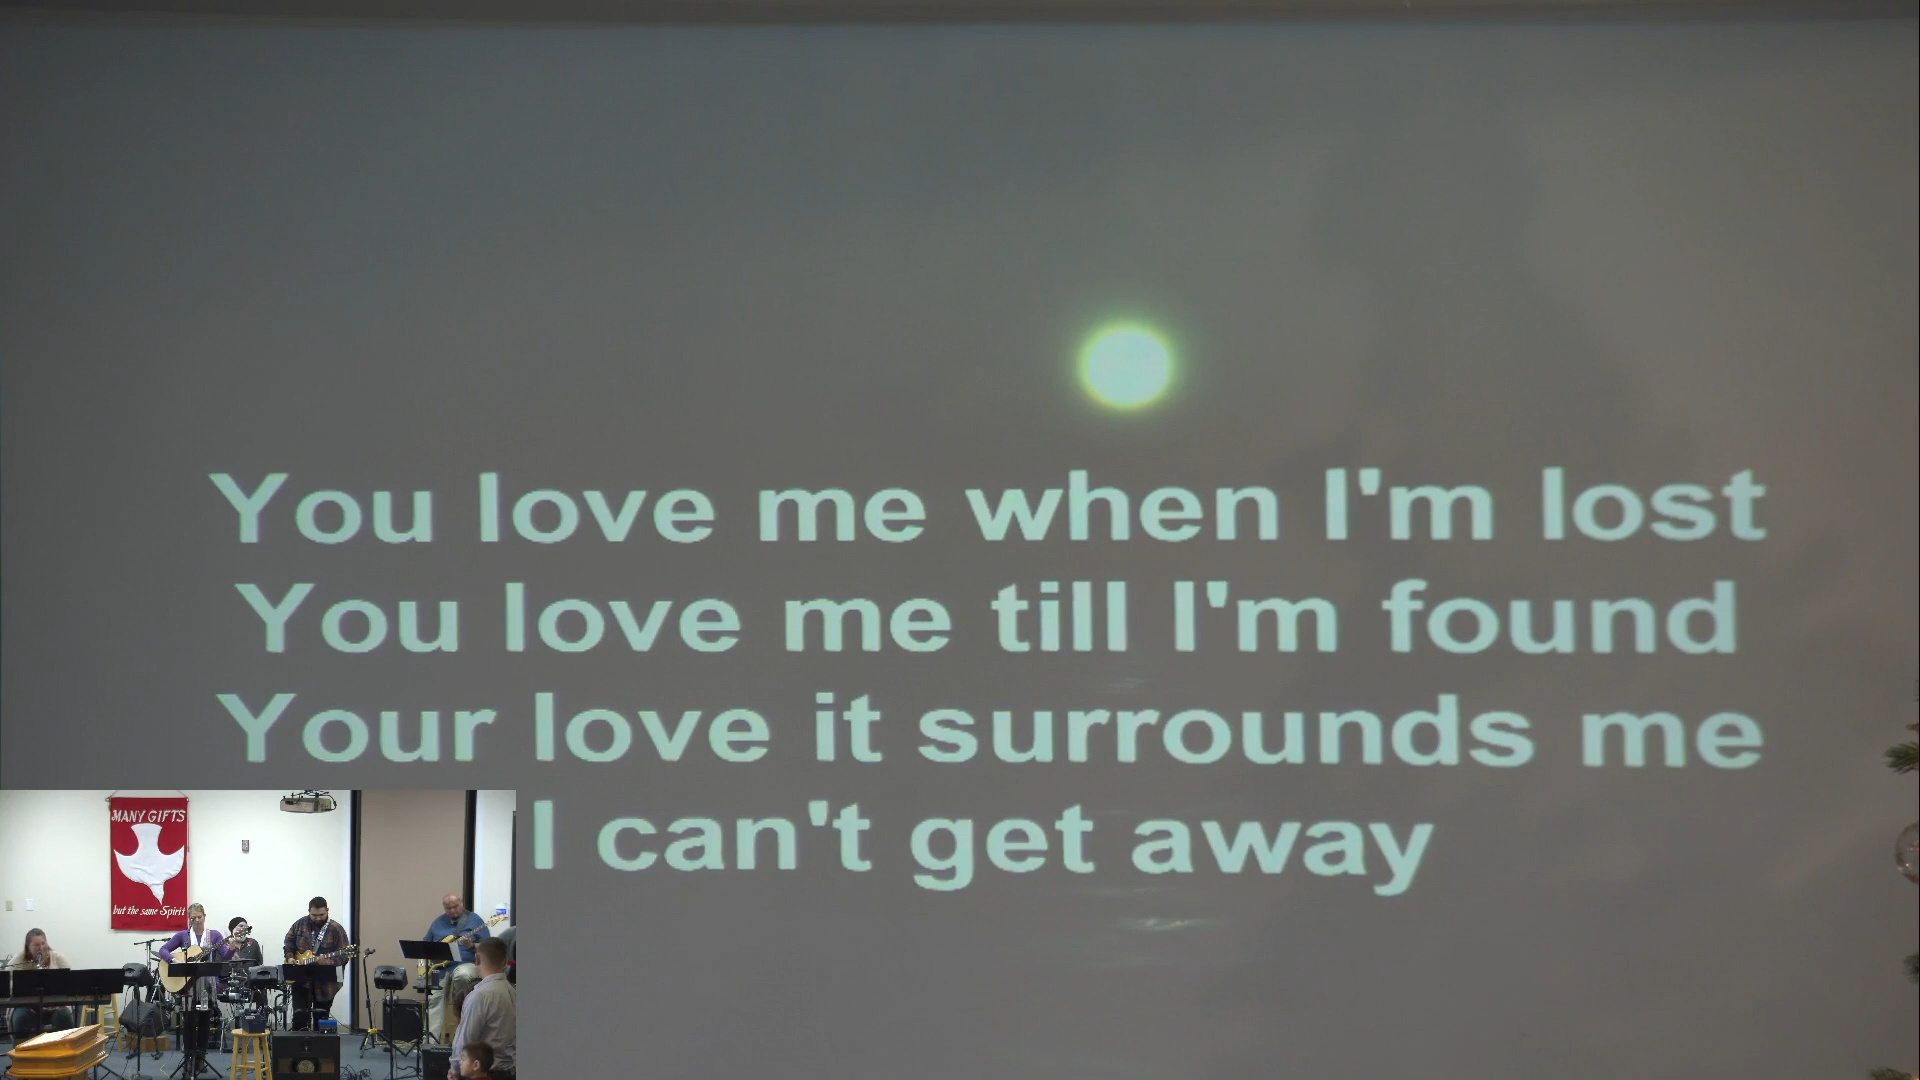 You love me when I'm lost
You love me till I'm found
Your love it surrounds me
I can't get away
MANY GIFTS
but the same Spirit